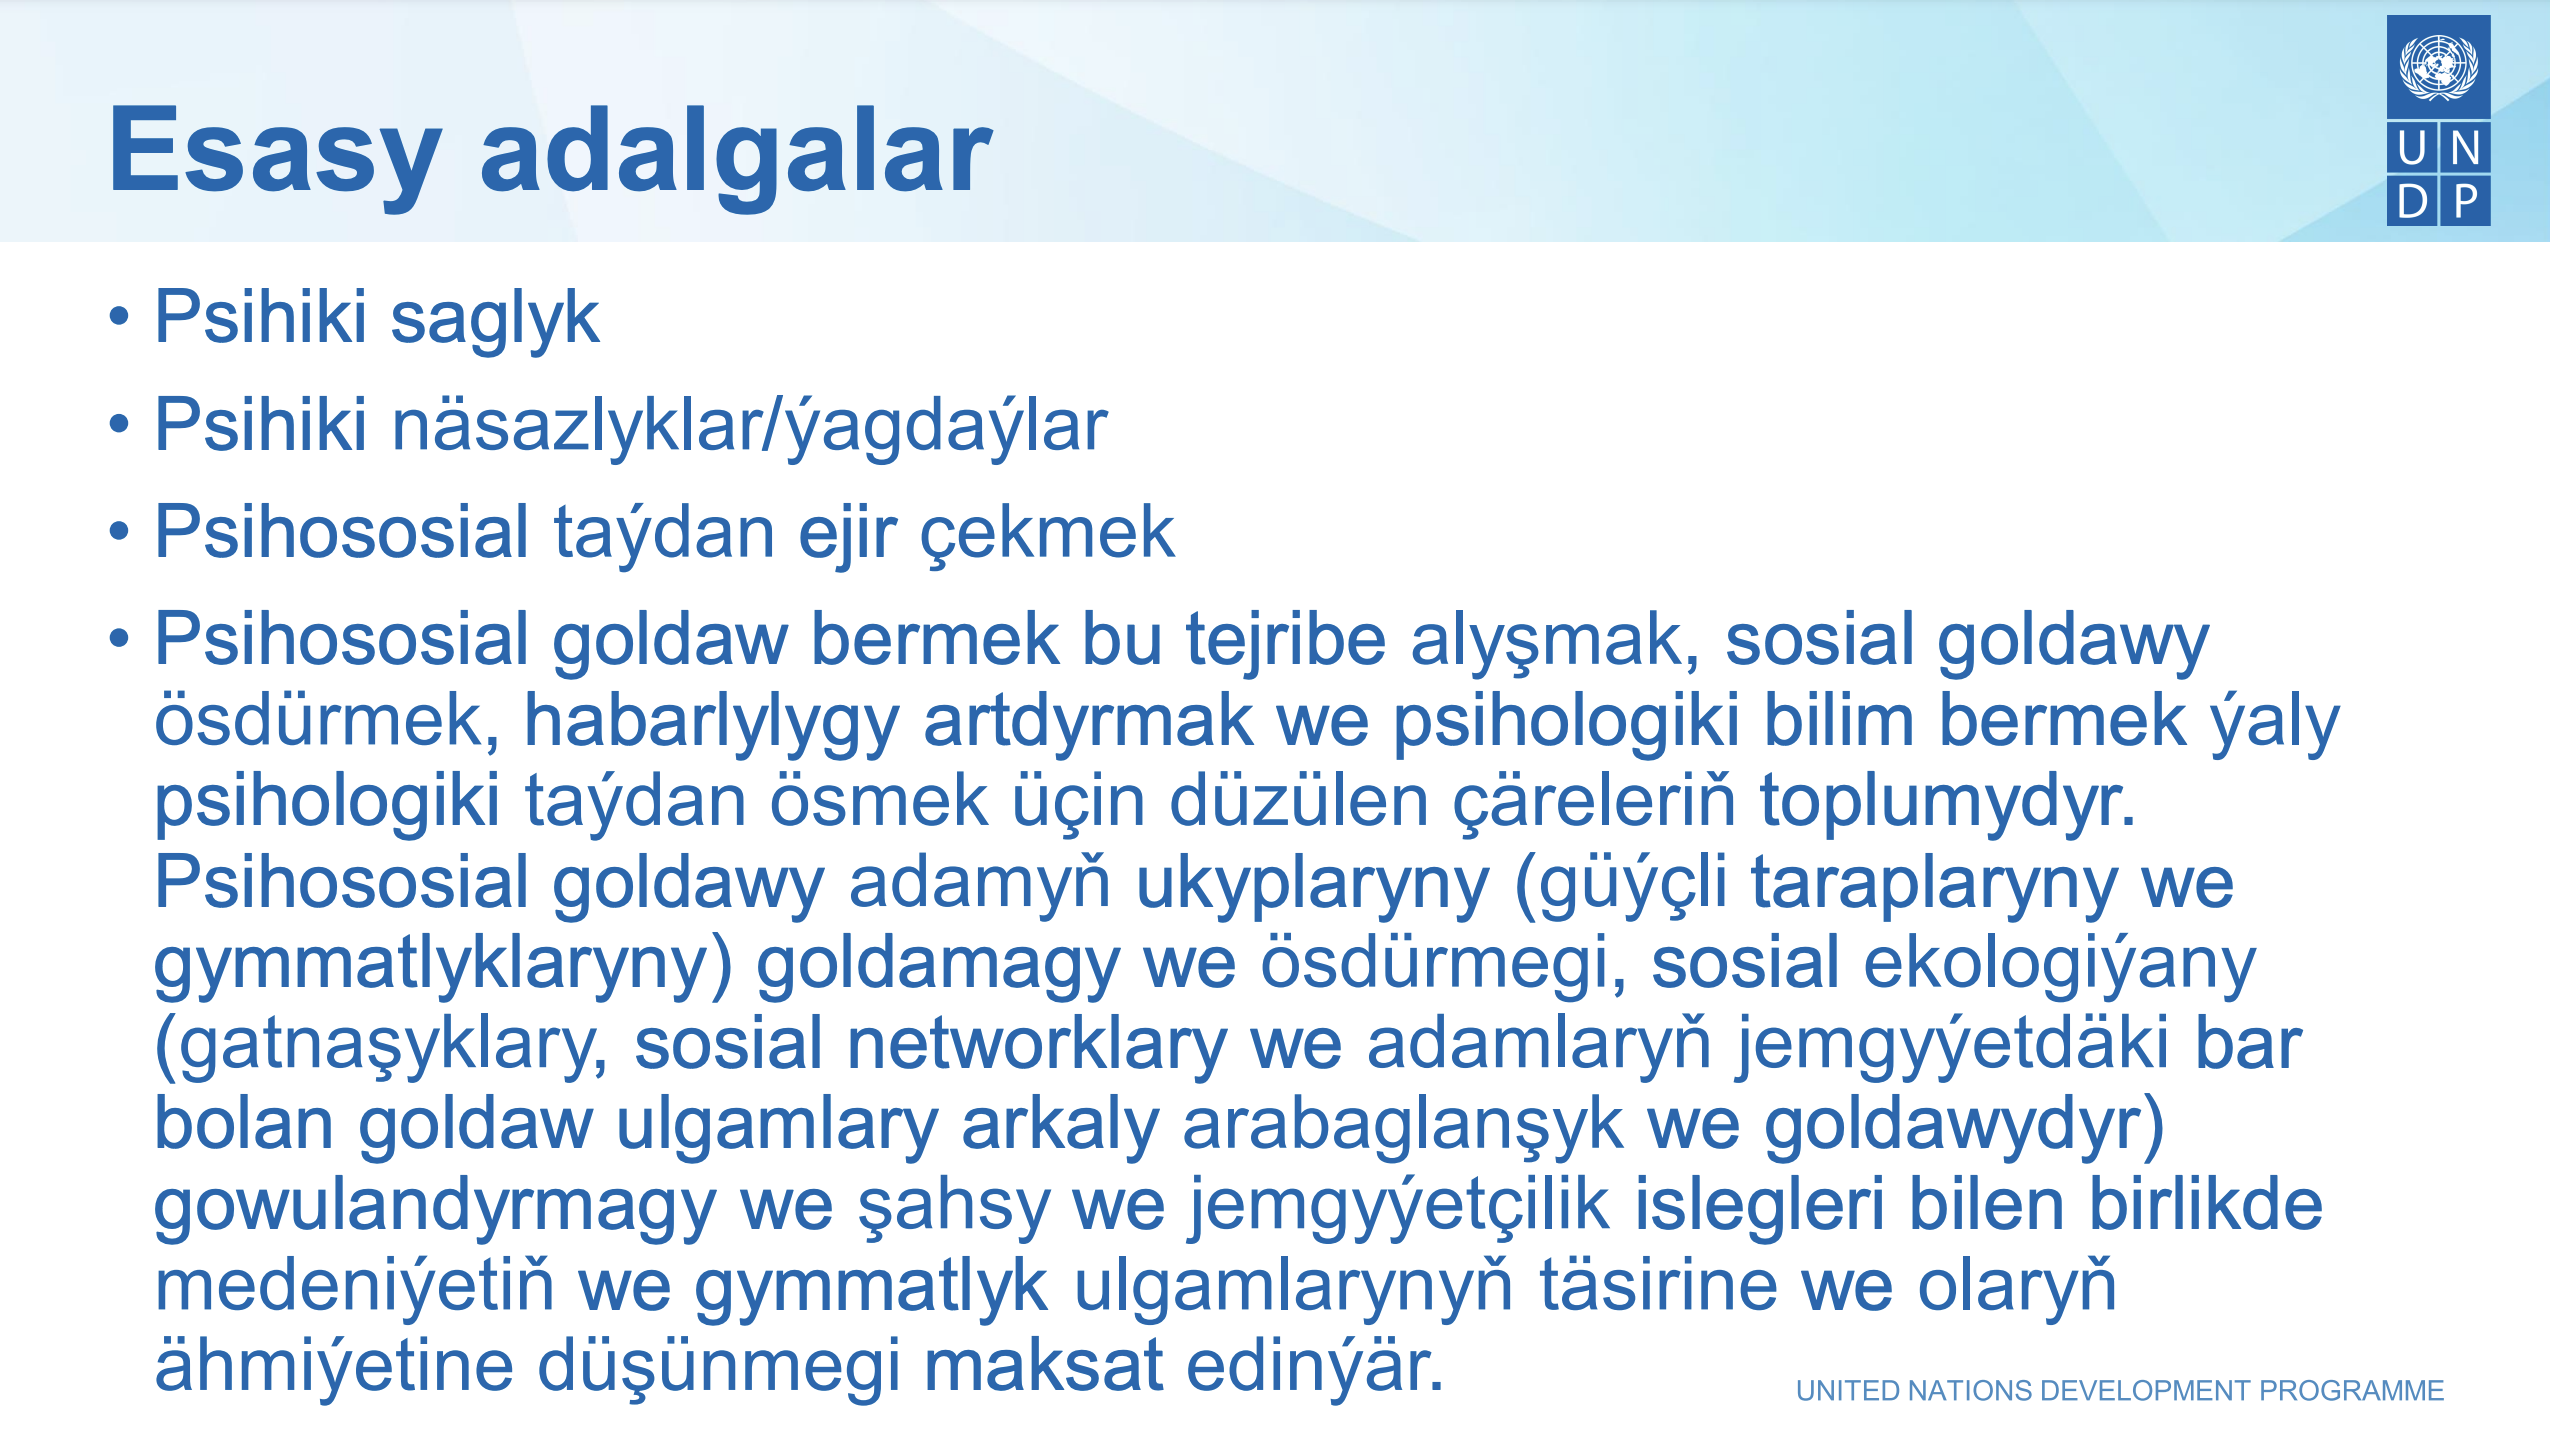 Esasy adalgalar
UN
DP
• Psihiki saglyk
• Psihiki näsazlyklar/ýagdaýlar
• Psihososial taýdan ejir çekmek
• Psihososial goldaw bermek bu tejribe alyşmak, sosial goldawy
ösdürmek, habarlylygy artdyrmak we psihologiki bilim bermek ýaly
psihologiki taýdan ösmek üçin düzülen çäreleriň toplumydyr.
Psihososial goldawy adamyň ukyplaryny (güýçli taraplaryny we
gymmatlyklaryny) goldamagy we ösdürmegi, sosial ekologiýany
(gatnaşyklary, sosial networklary we adamlaryň jemgyýetdäki bar
bolan goldaw ulgamlary arkaly arabaglanşyk we goldawydyr)
gowulandyrmagy we şahsy we jemgyýetçilik islegleri bilen birlikde
medeniýetiň we gymmatlyk ulgamlarynyň täsirine we olaryň
ähmiýetine düşünmegi maksat edinýär.
UNITED NATIONS DEVELOPMENT PROGRAMME